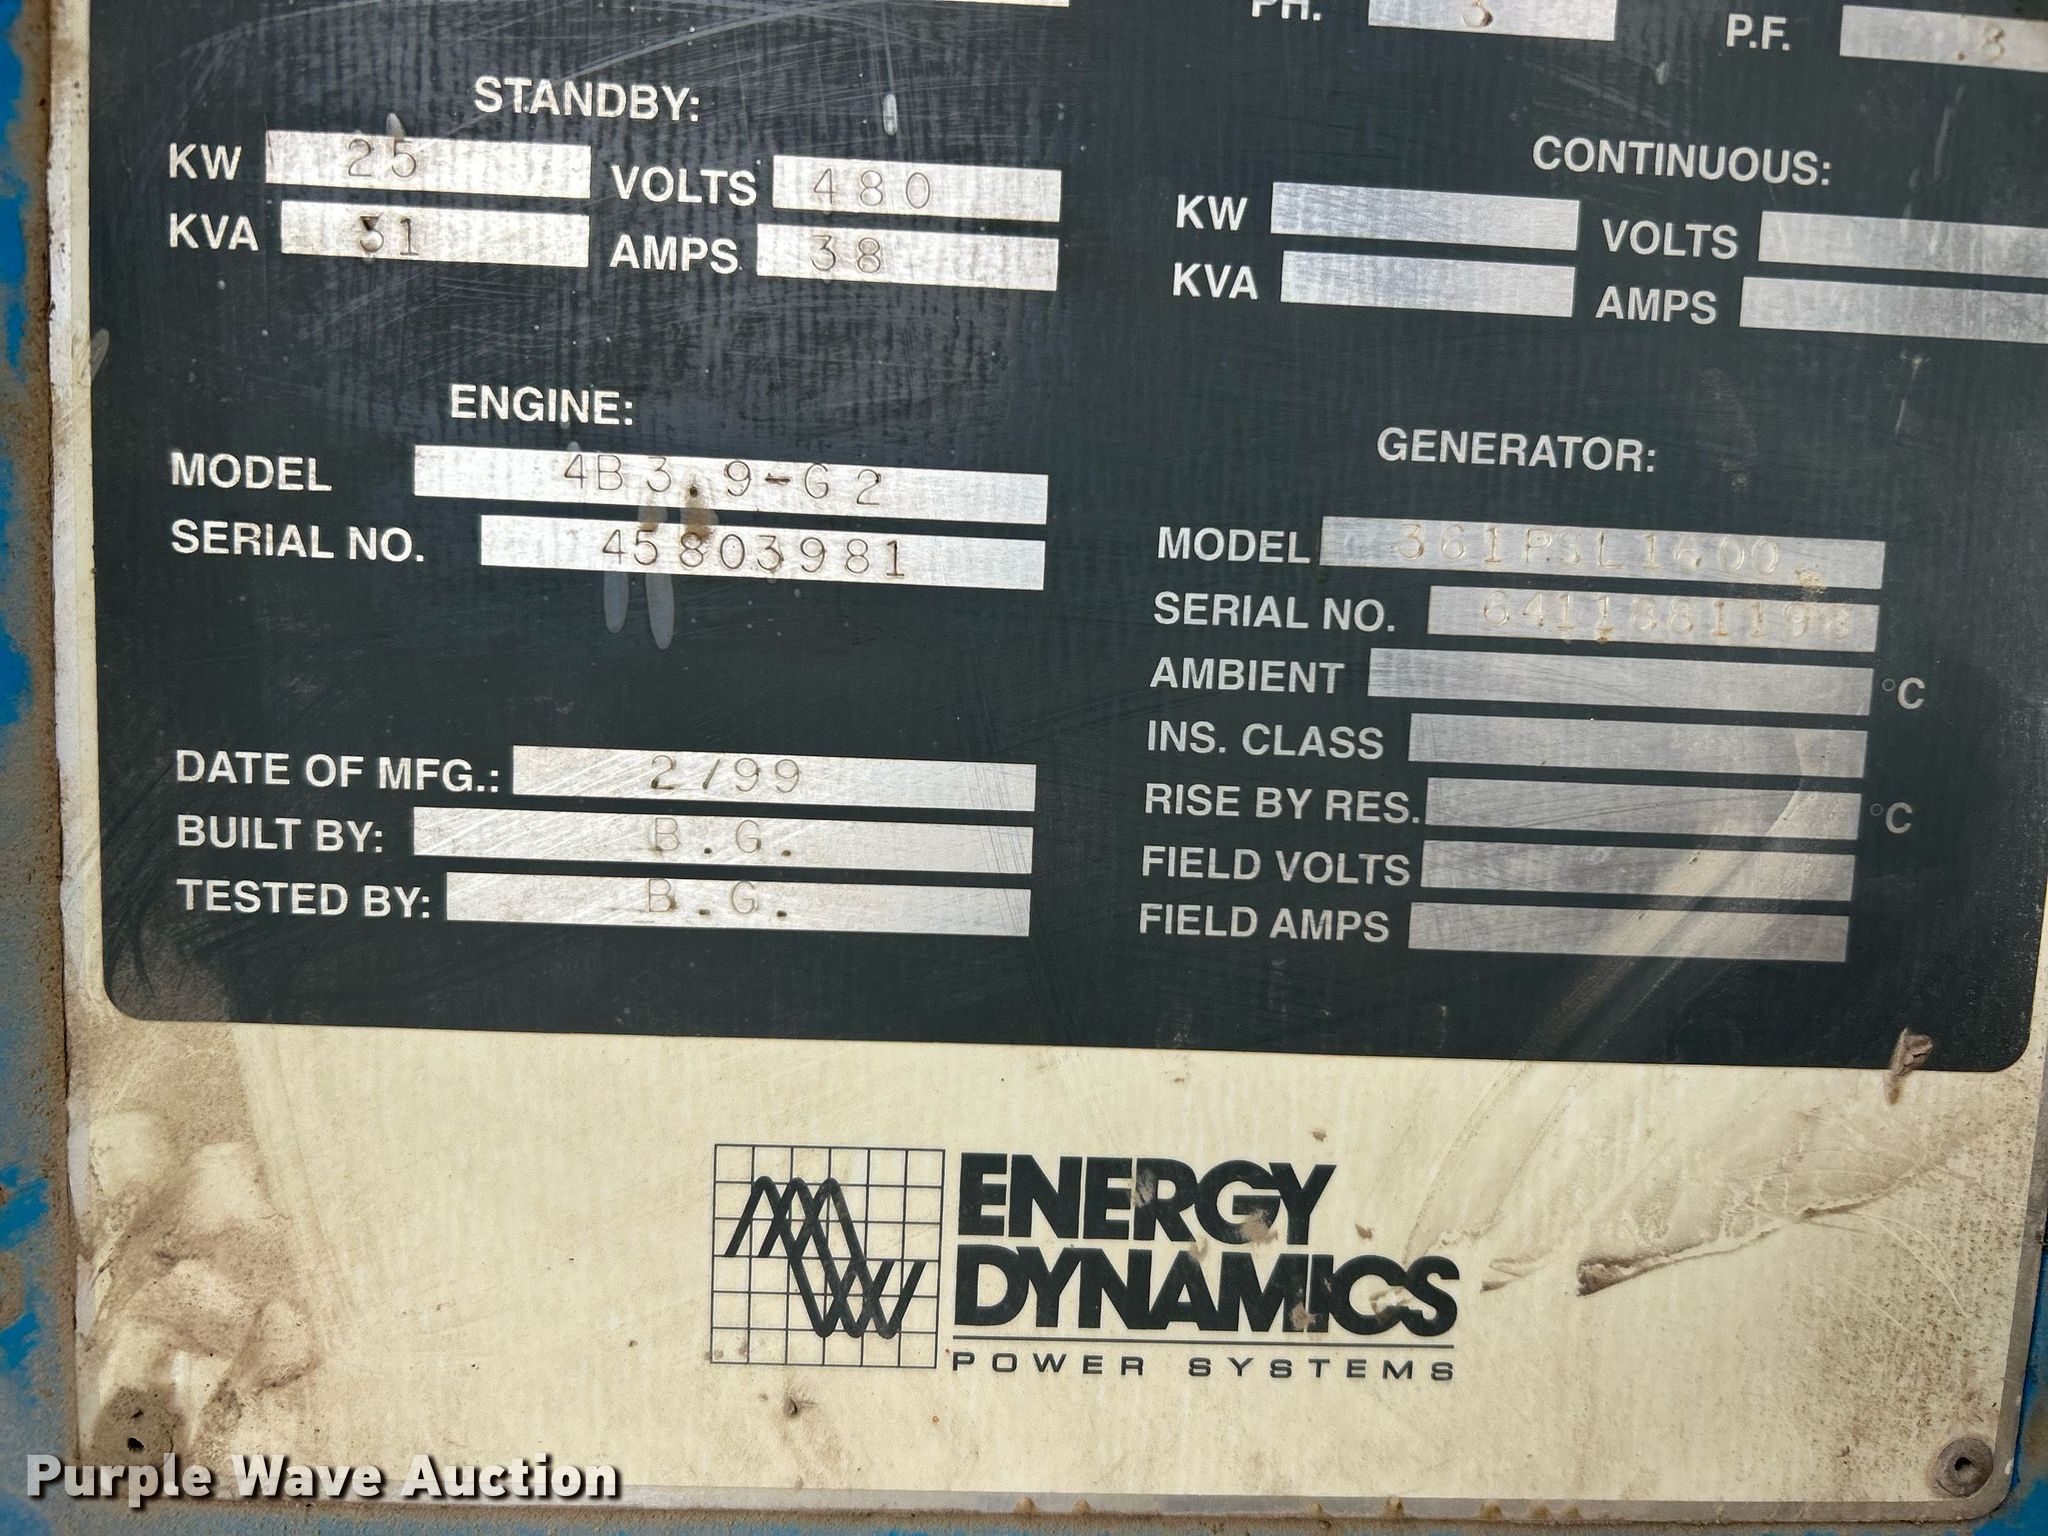 PH. 3 P.F. .8
STANDBY:
KW 25 VOLTS 480
KVA 31 AMPS 38
CONTINUOUS:
KW VOLTS
KVA AMPS
ENGINE:
MODEL 4B3.9-G2
SERIAL NO. 45803981
DATE OF MFG.: 2/99
BUILT BY: B.G.
TESTED BY: B.G.
GENERATOR:
MODEL 361PSL1600
SERIAL NO.
AMBIENT °C
INS. CLASS
RISE BY RES. °C
FIELD VOLTS
FIELD AMPS
ENERGY
DYNAMICS
POWER SYSTEMS
Purple Wave Auction